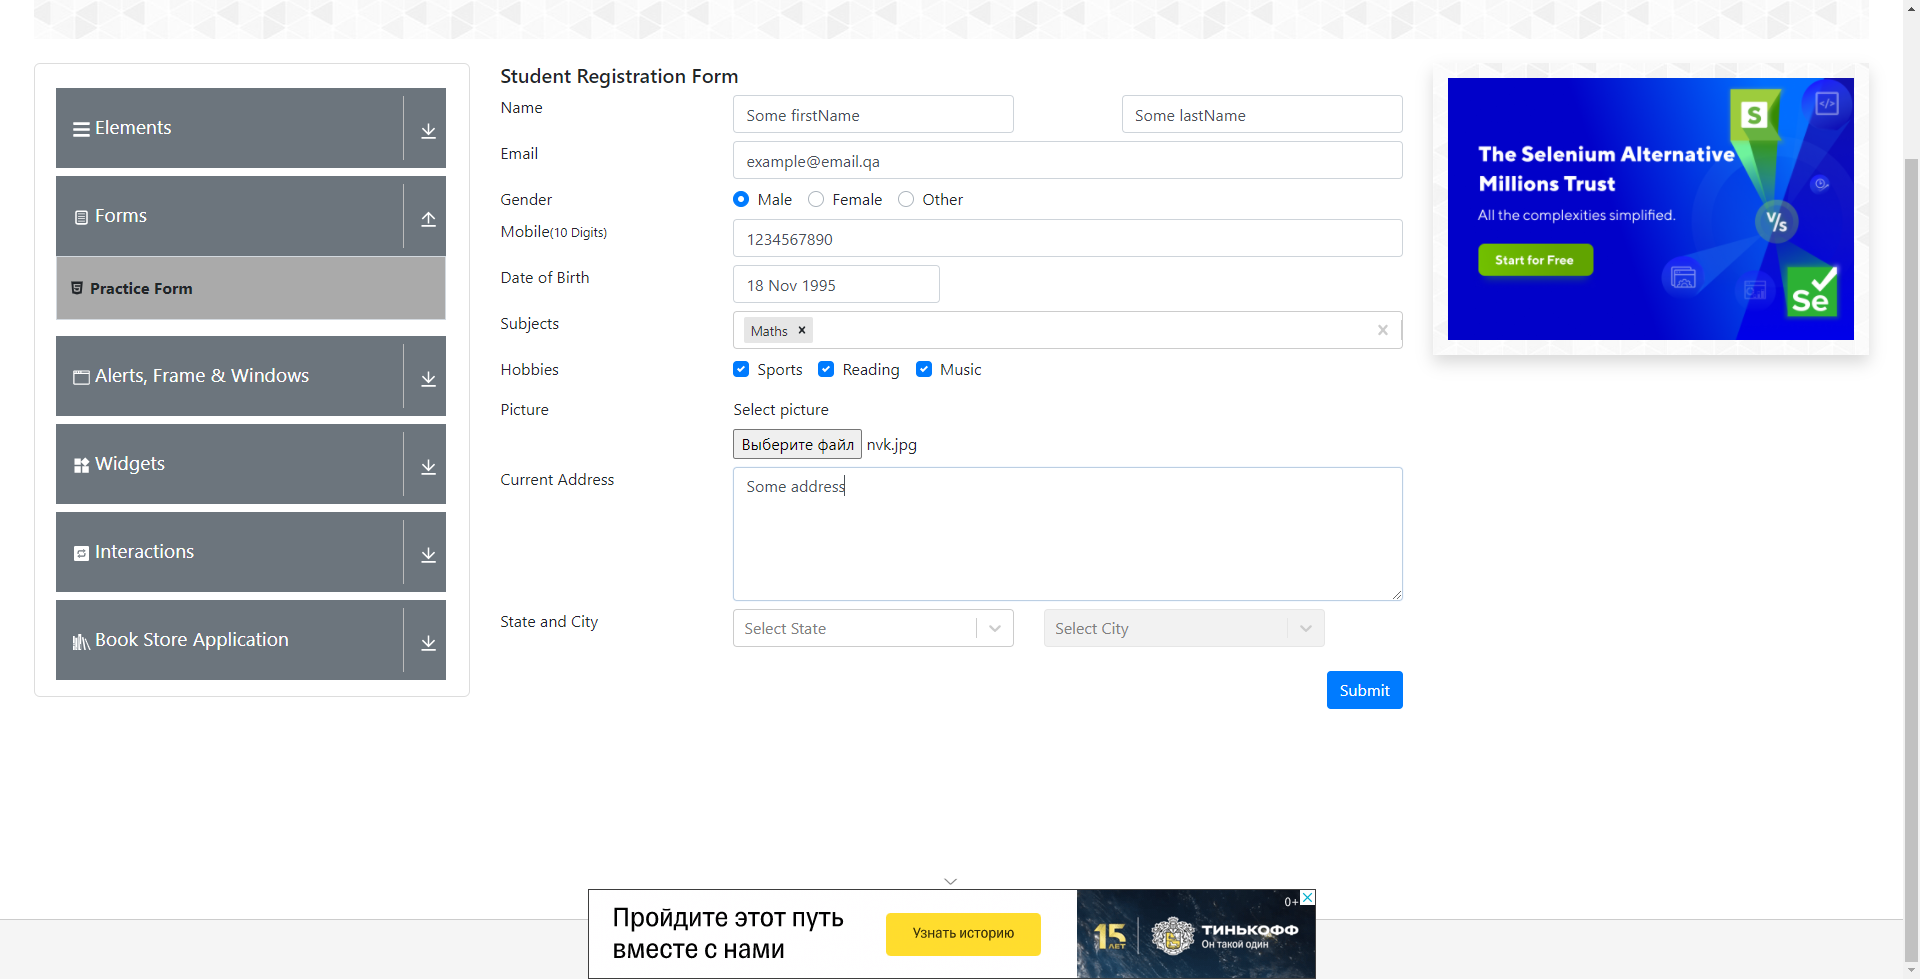 Elements
Forms
Practice Form
Alerts, Frame & Windows
Widgets
Interactions
Book Store Application
Student Registration Form
Name
Some firstName
Some lastName
Email
example@email.qa
Gender
Male
Female
Other
Mobile(10 Digits)
1234567890
Date of Birth
18 Nov 1995
Subjects
Maths
Hobbies
Sports
Reading
Music
Picture
Select picture
Выберите файл nvk.jpg
Current Address
Some address
State and City
Select State
Select City
Submit
S
The Selenium Alternative
Millions Trust
All the complexities simplified.
Start for Free
V/s
Se
Пройдите этот путь
вместе с нами
Узнать историю
15
ЛЕТ
ТИНЬКОФФ
Он такой один
0+